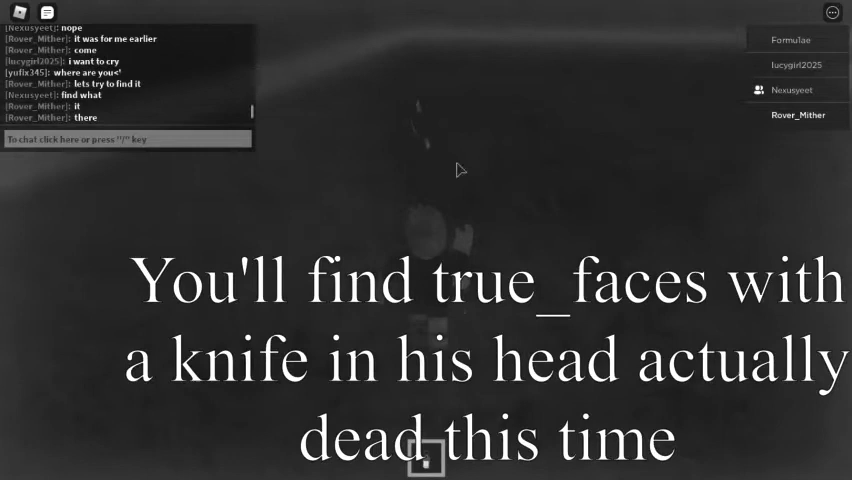 [Nexusyeet]: nope
[Rover_Mither]: it was for me earlier
[Rover_Mither]: come
[lucygirl2025]: i want to cry
[yufix345]: where are you<'
[Rover_Mither]: lets try to find it
[Nexusyeet]: find what
[Rover_Mither]: it
[Rover_Mither]: there
To chat click here or press "/" key
Formu1ae
lucygirl2025
Nexusyeet
Rover_Mither
You'll find true_faces with
a knife in his head actually
dead this time